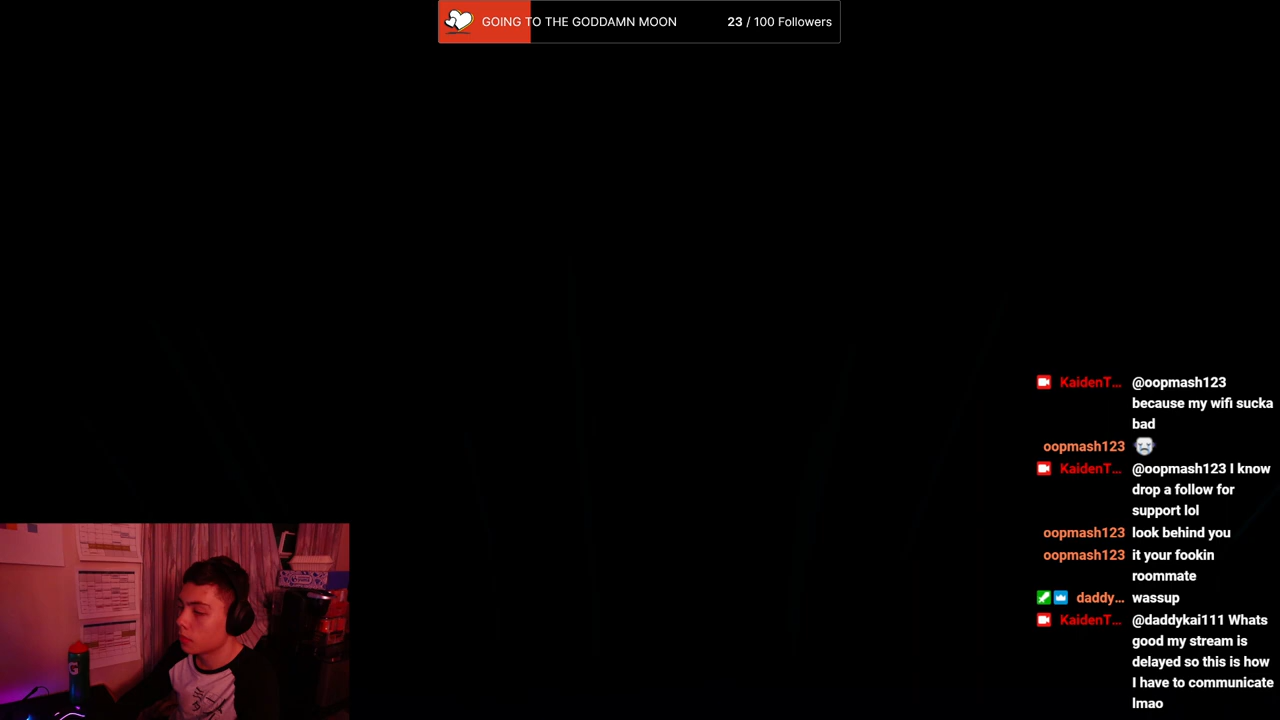 GOING TO THE GODDAMN MOON 23 / 100 Followers
KaidenT... @oopmash123
because my wifi sucka
bad
oopmash123
KaidenT... @oopmash123 I know
drop a follow for
support lol
oopmash123 look behind you
oopmash123 it your fookin
roommate
daddy... wassup
KaidenT... @daddykai111 Whats
good my stream is
delayed so this is how
I have to communicate
lmao
G